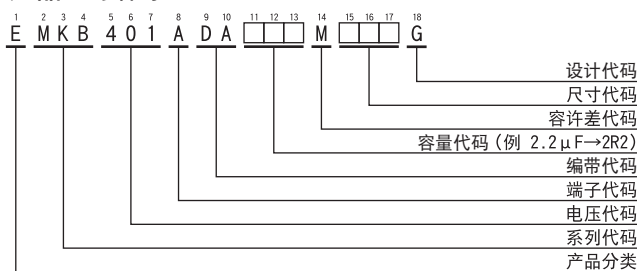 1 2 3 4 5 6 7 8 9 10 11 12 13 14 15 16 17 18
E MKB 401 A DA □□□ M □□□ G
设计代码
尺寸代码
容许差代码
容量代码(例 2.2μF→2R2)
编带代码
端子代码
电压代码
系列代码
产品分类